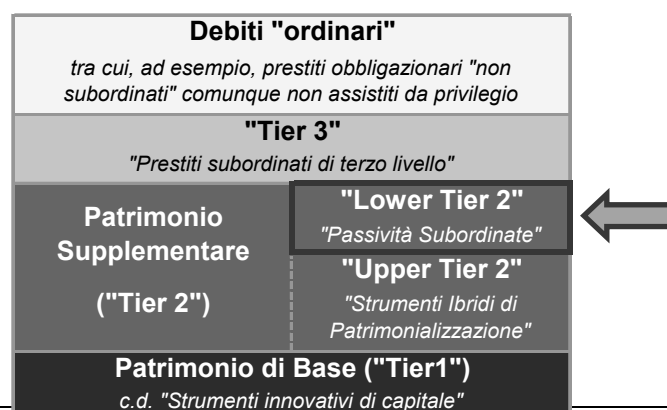 Debiti "ordinari"
tra cui, ad esempio, prestiti obbligazionari "non
subordinati" comunque non assistiti da privilegio
"Tier 3"
"Prestiti subordinati di terzo livello"
Patrimonio
Supplementare
("Tier 2")
"Lower Tier 2"
"Passività Subordinate"
"Upper Tier 2"
"Strumenti Ibridi di
Patrimonializzazione"
Patrimonio di Base ("Tier1")
c.d. "Strumenti innovativi di capitale"